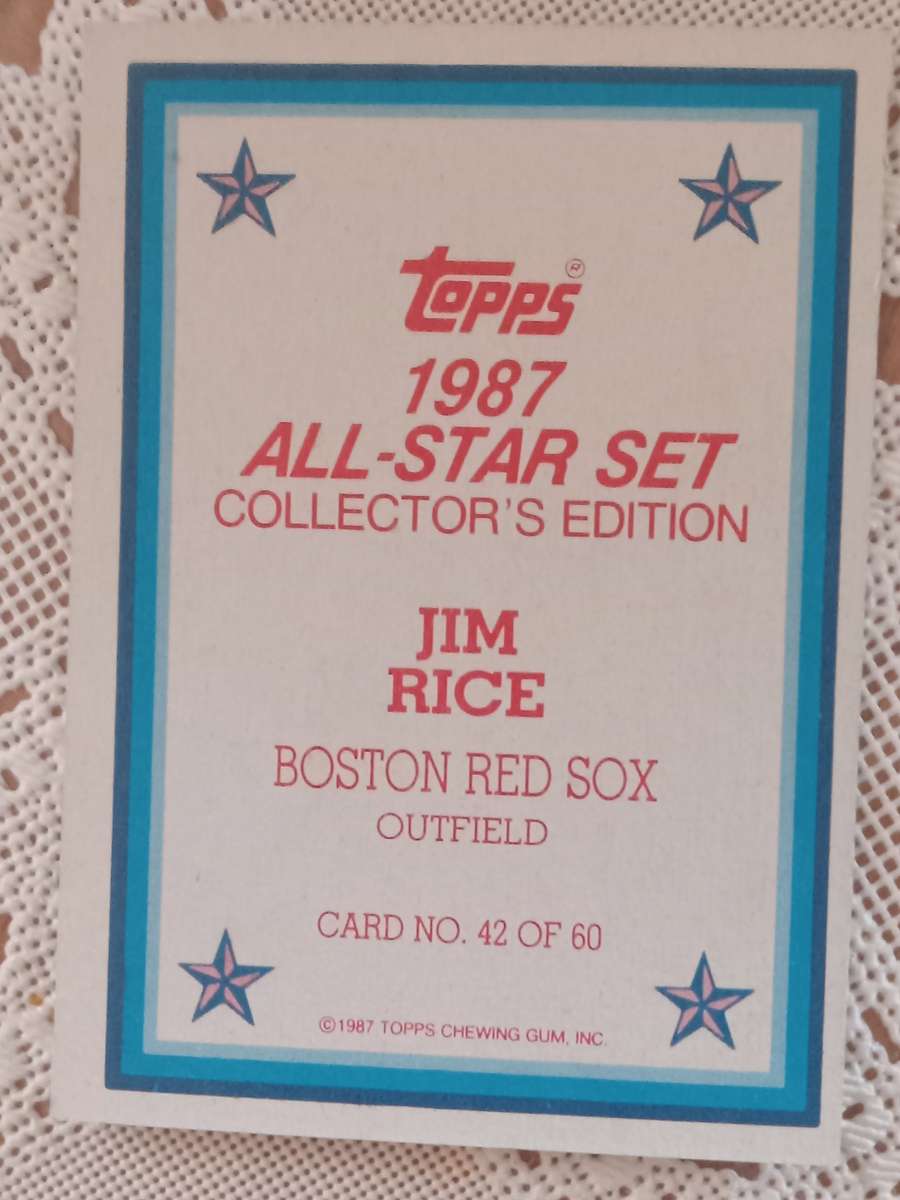 topps ®
1987
ALL-STAR SET
COLLECTOR'S EDITION
JIM
RICE
BOSTON RED SOX
OUTFIELD
CARD NO. 42 OF 60
©1987 TOPPS CHEWING GUM, INC.